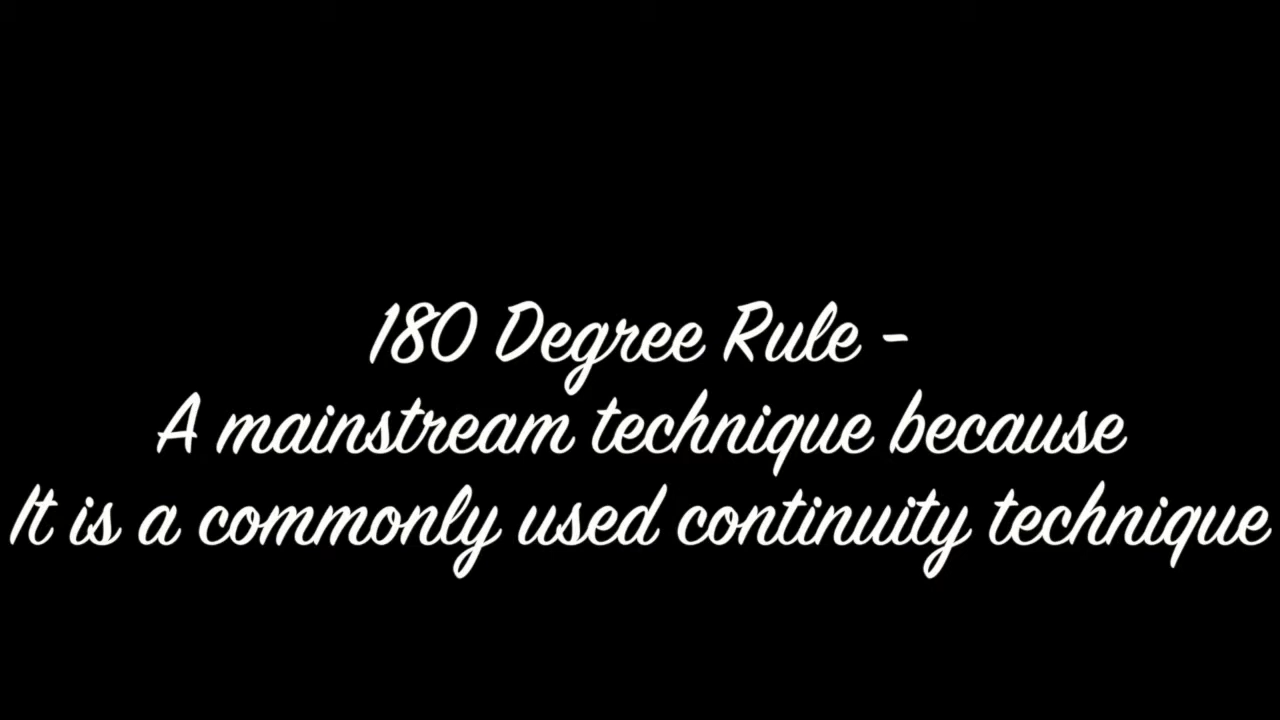 180 Degree Rule -
A mainstream technique because
It is a commonly used continuity technique